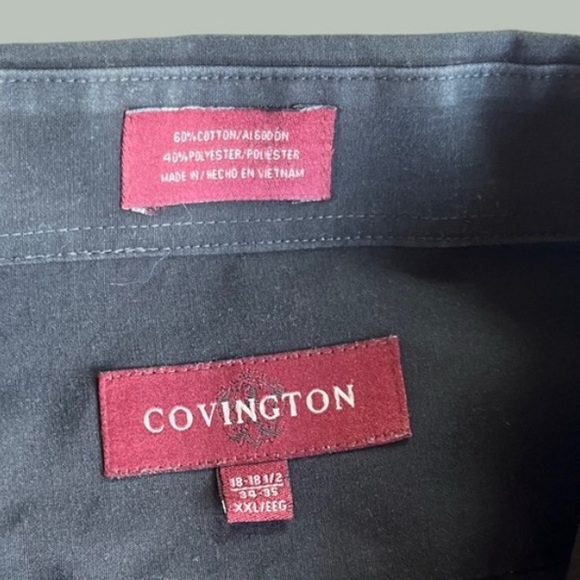 60% COTTON/ALGODÓN
40% POLYESTER/POLIESTER
MADE IN/HECHO EN VIETNAM
COVINGTON
18-18 1/2
34-35
XXL/EEG